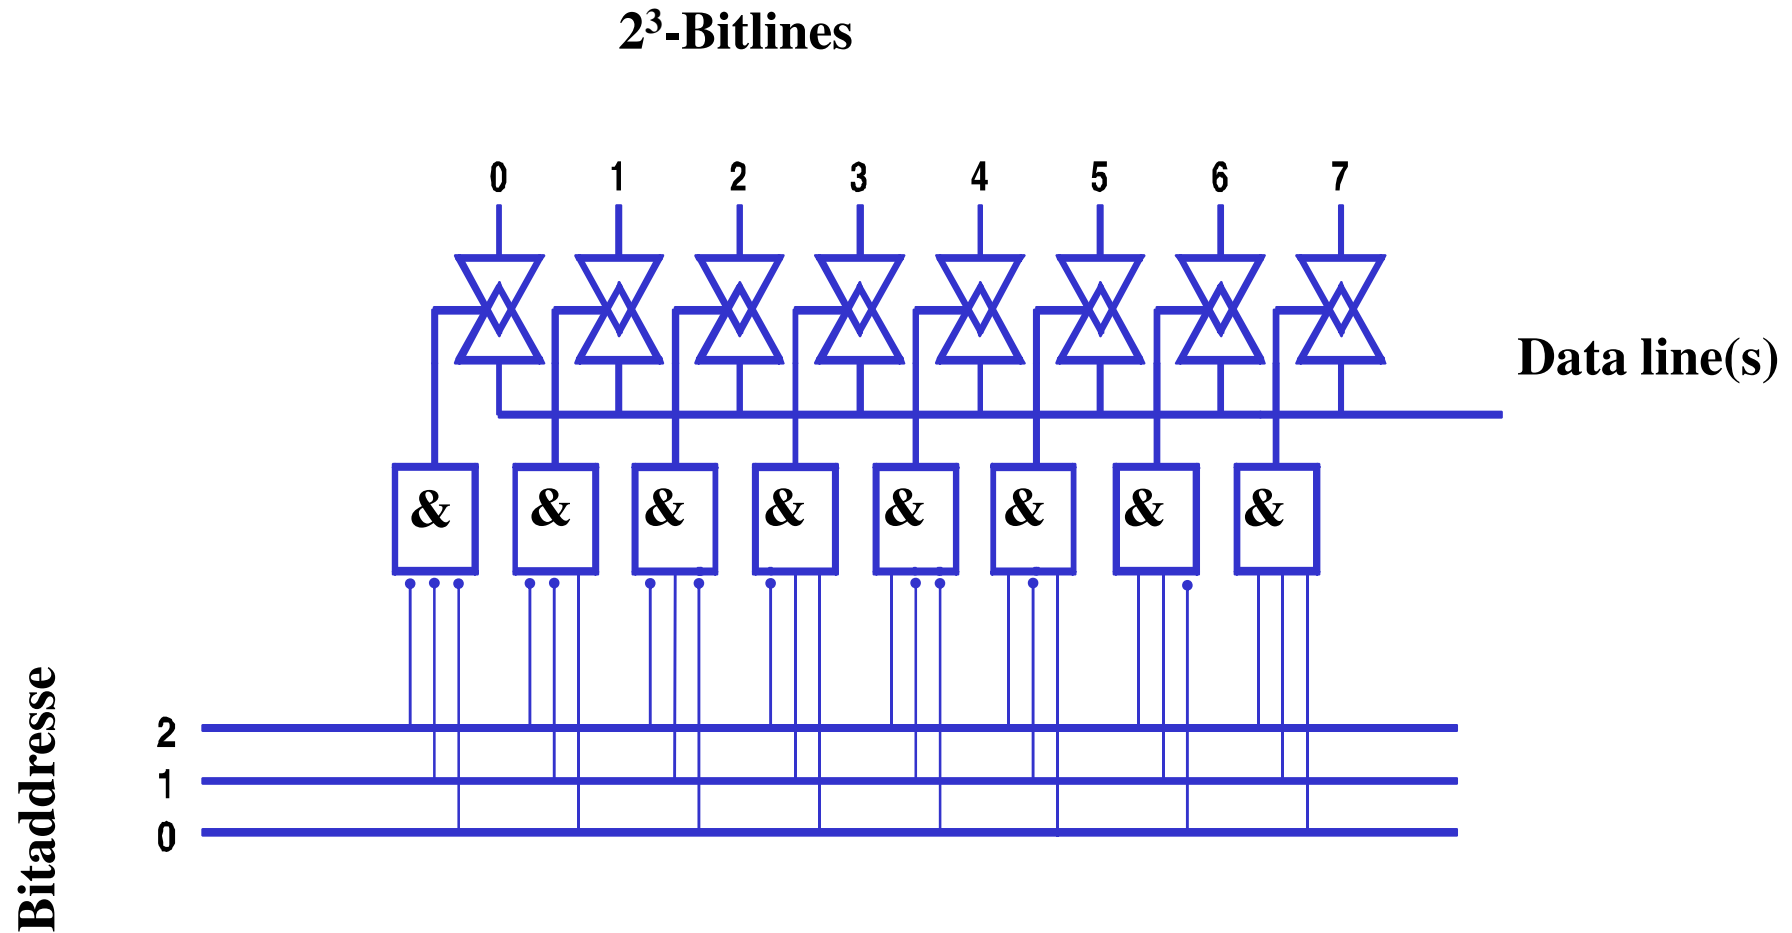 2³-Bitlines
0 1 2 3 4 5 6 7
Data line(s)
& & & & & & & &
2
1
0
Bitaddresse